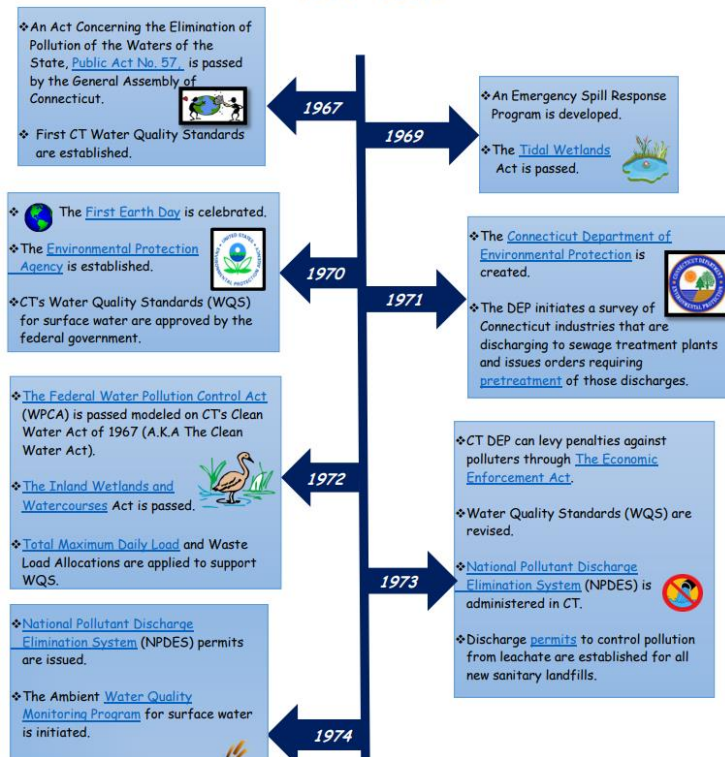 ❖An Act Concerning the Elimination of
Pollution of the Waters of the
State, Public Act No. 57, is passed
by the General Assembly of
Connecticut.
❖ First CT Water Quality Standards
are established.
1967
1969
❖An Emergency Spill Response
Program is developed.
❖The Tidal Wetlands
Act is passed.
❖ The First Earth Day is celebrated.
❖The Environmental Protection
Agency is established.
❖CT's Water Quality Standards (WQS)
for surface water are approved by the
federal government.
1970
1971
❖The Connecticut Department of
Environmental Protection is
created.
❖The DEP initiates a survey of
Connecticut industries that are
discharging to sewage treatment plants
and issues orders requiring
pretreatment of those discharges.
❖The Federal Water Pollution Control Act
(WPCA) is passed modeled on CT's Clean
Water Act of 1967 (A.K.A The Clean
Water Act).
❖The Inland Wetlands and
Watercourses Act is passed.
❖Total Maximum Daily Load and Waste
Load Allocations are applied to support
WQS.
1972
1973
❖CT DEP can levy penalties against
polluters through The Economic
Enforcement Act.
❖Water Quality Standards (WQS) are
revised.
❖National Pollutant Discharge
Elimination System (NPDES) is
administered in CT.
❖Discharge permits to control pollution
from leachate are established for all
new sanitary landfills.
❖National Pollutant Discharge
Elimination System (NPDES) permits
are issued.
❖The Ambient Water Quality
Monitoring Program for surface water
is initiated.
1974